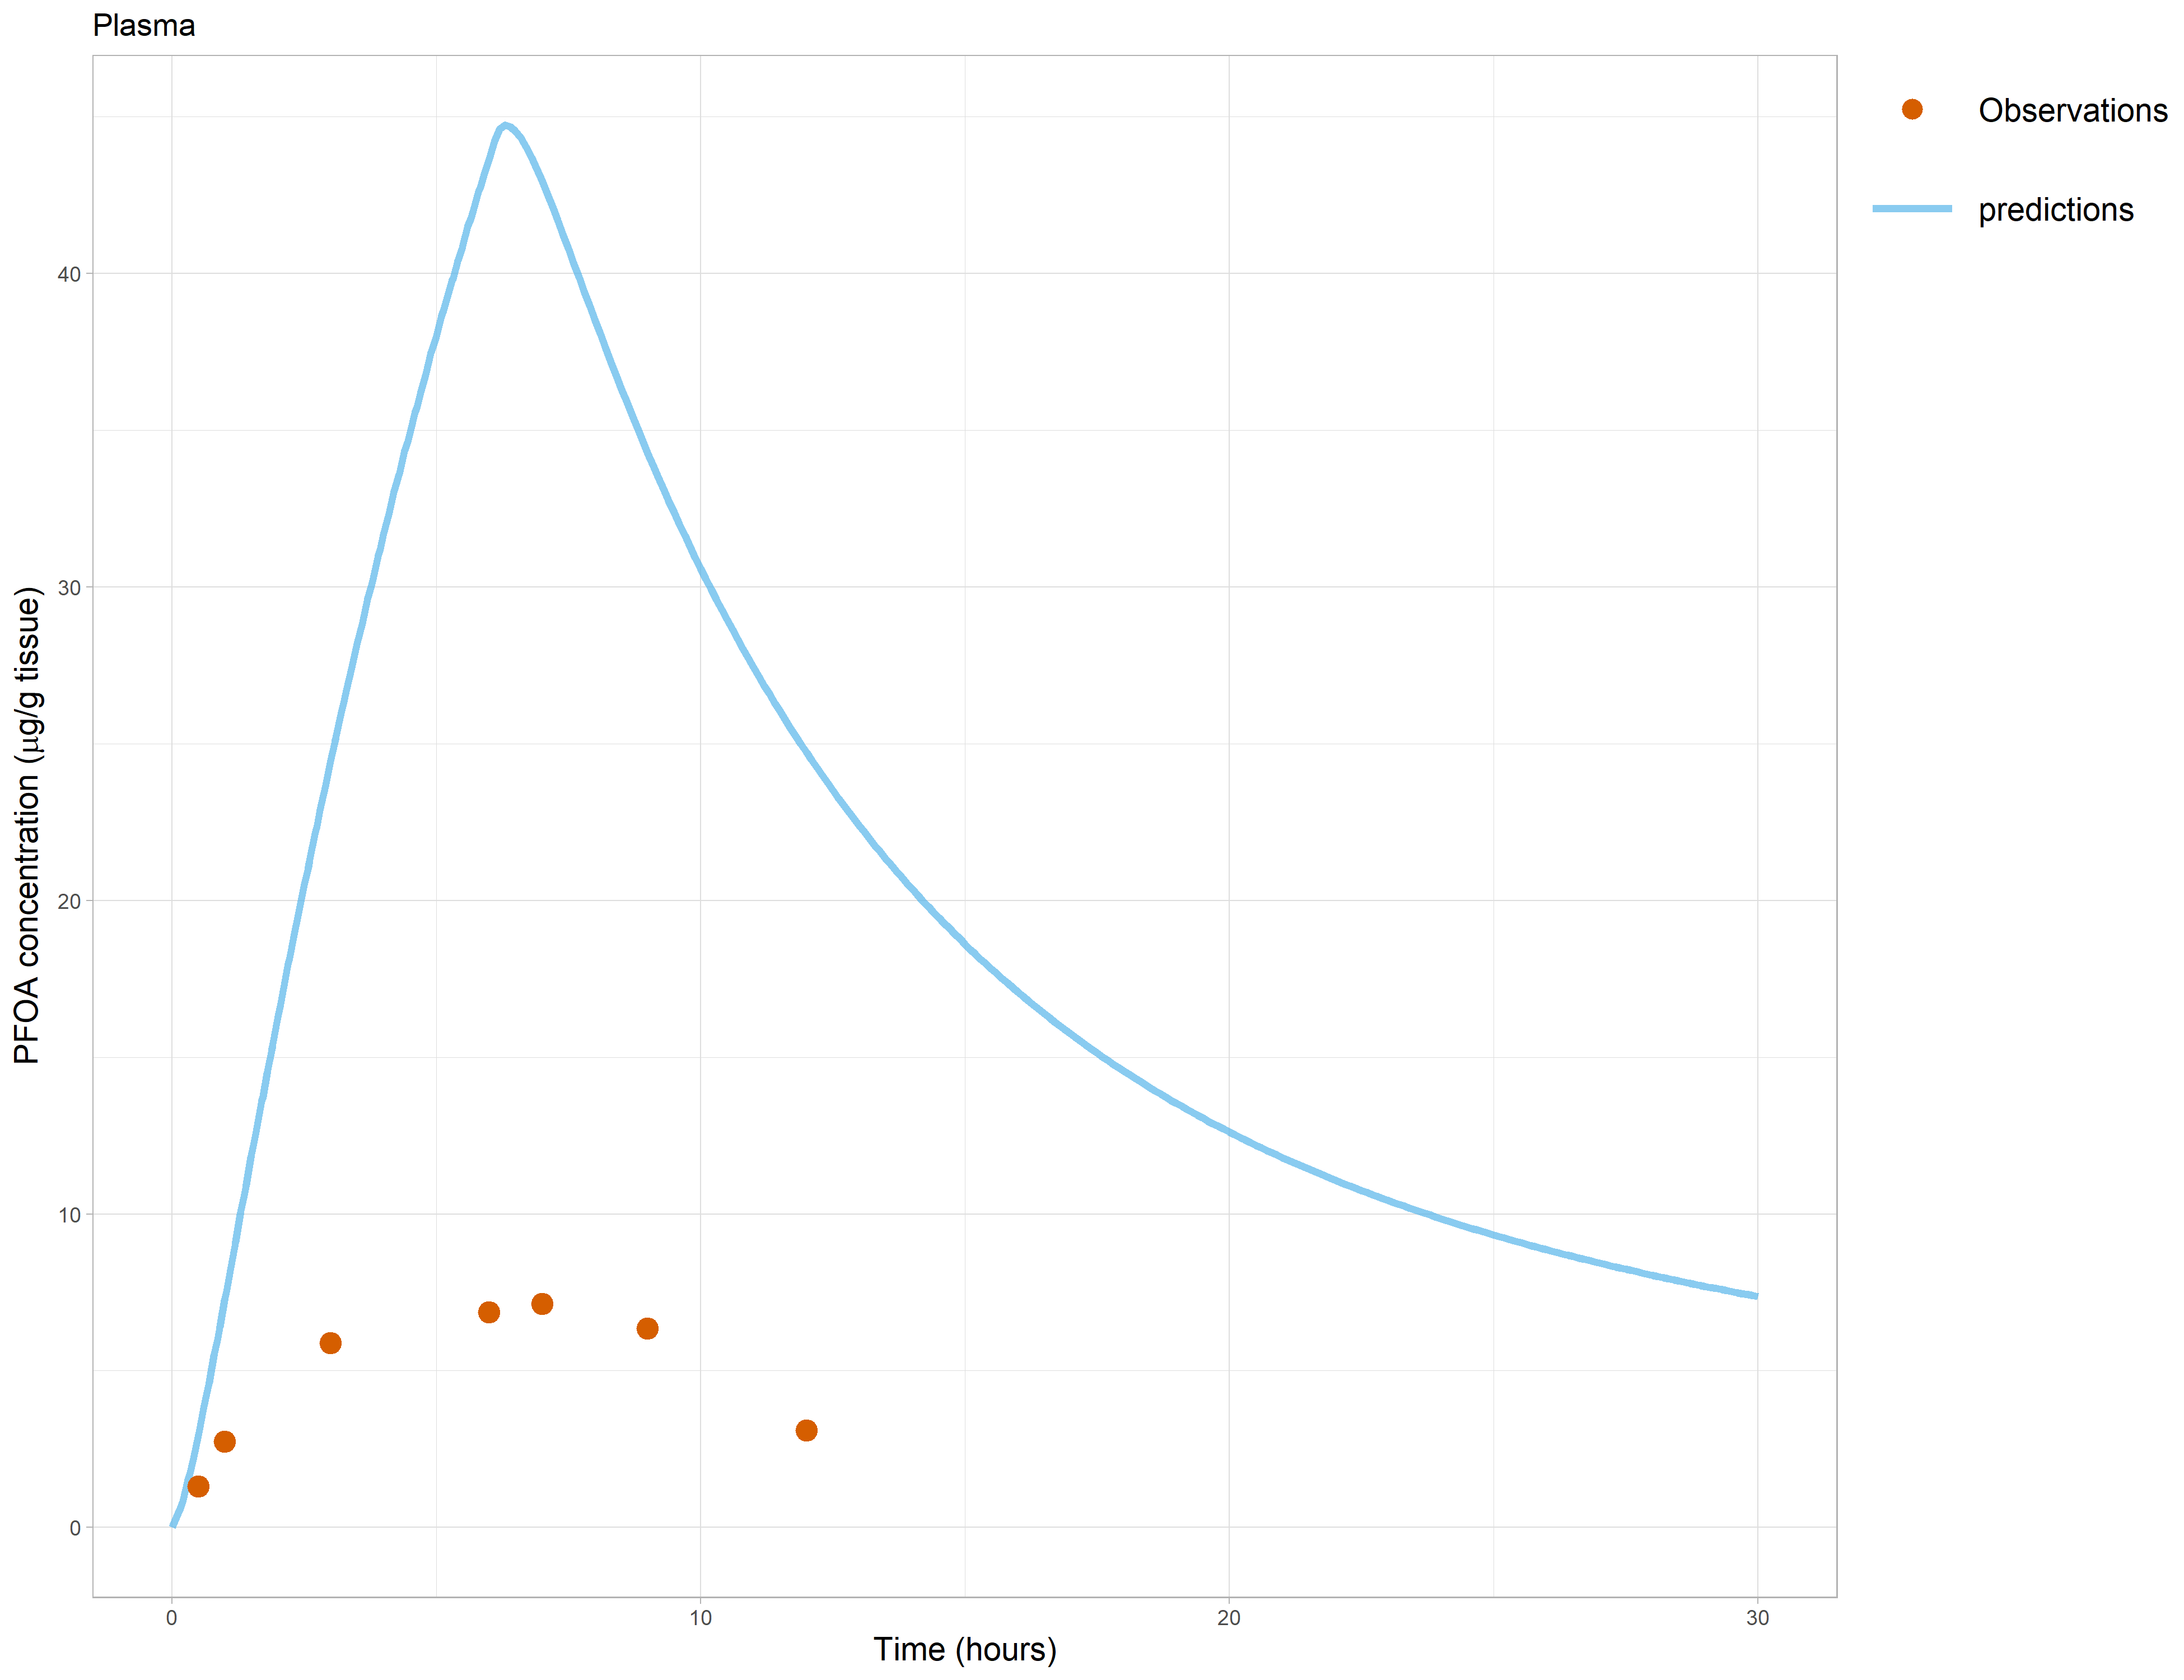 Plasma
Observations
predictions
PFOA concentration (μg/g tissue)
40
30
20
10
0
0
10
20
30
Time (hours)